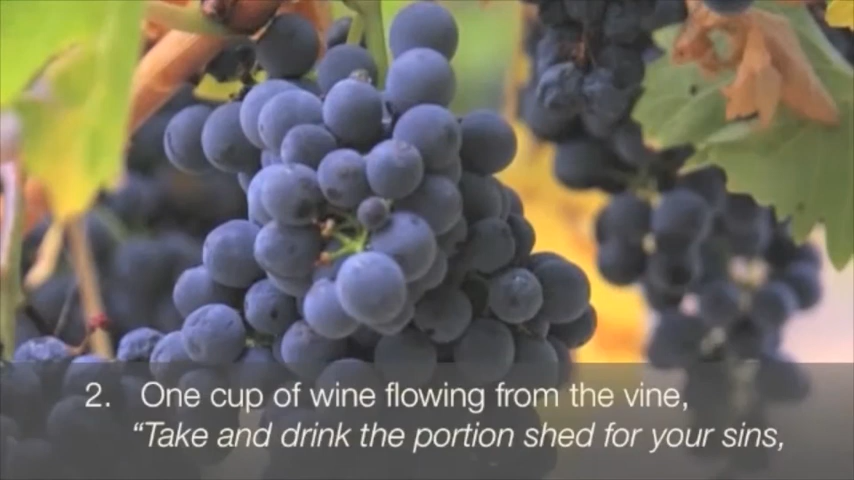 2. One cup of wine flowing from the vine,
“Take and drink the portion shed for your sins,